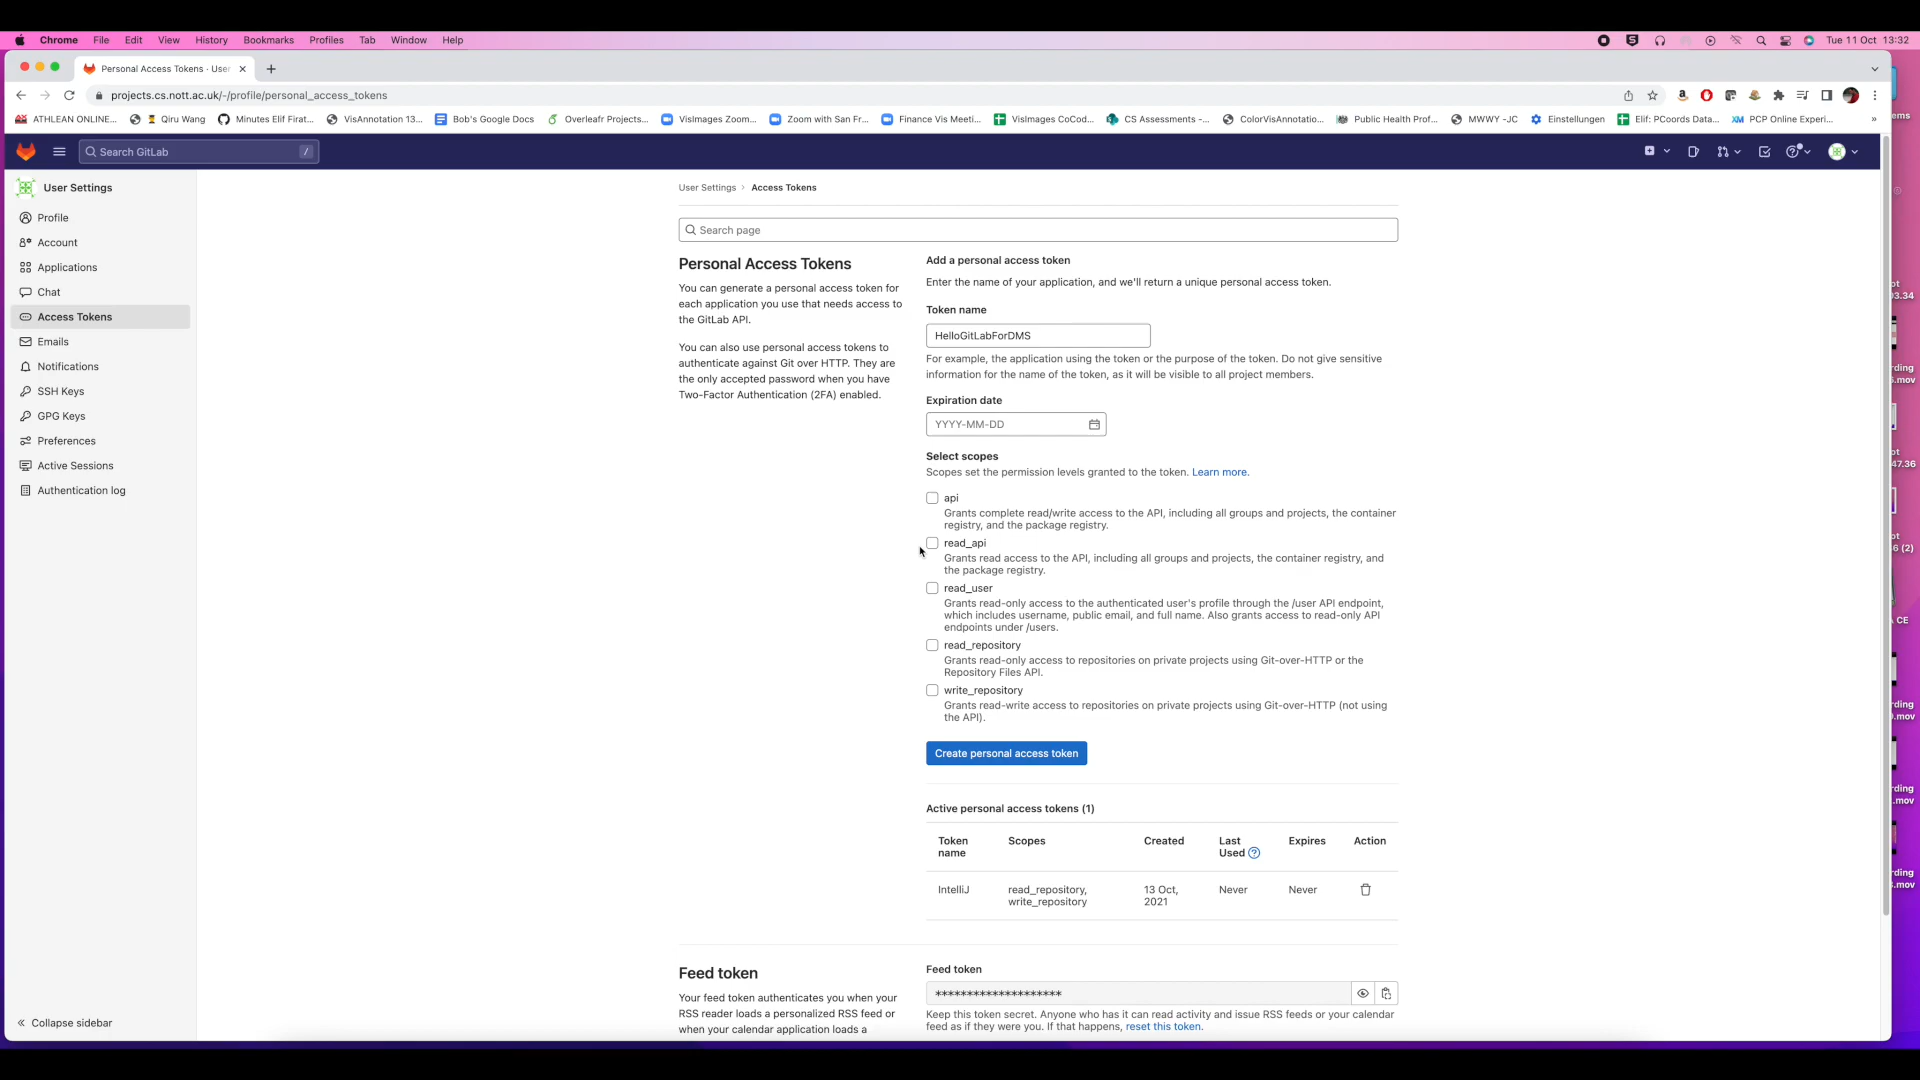 Chrome File Edit View History Bookmarks Profiles Tab Window Help Tue 11 Oct 13:32
Personal Access Tokens · User
projects.cs.nott.ac.uk/-/profile/personal_access_tokens
ATHLEAN ONLINE... Qiru Wang Minutes Elif Firat... VisAnnotation 13... Bob's Google Docs Overleafr Projects... VisImages Zoom... Zoom with San Fr... Finance Vis Meeti... VisImages CoCod... CS Assessments -... ColorVisAnnotatio... Public Health Prof... MWWY -JC Einstellungen Elif: PCoords Data... PCP Online Experi... »
Search GitLab /
User Settings
Profile
Account
Applications
Chat
Access Tokens
Emails
Notifications
SSH Keys
GPG Keys
Preferences
Active Sessions
Authentication log
Collapse sidebar
User Settings › Access Tokens
Search page
Personal Access Tokens
You can generate a personal access token for
each application you use that needs access to
the GitLab API.
You can also use personal access tokens to
authenticate against Git over HTTP. They are
the only accepted password when you have
Two-Factor Authentication (2FA) enabled.
Add a personal access token
Enter the name of your application, and we'll return a unique personal access token.
Token name
HelloGitLabForDMS
For example, the application using the token or the purpose of the token. Do not give sensitive
information for the name of the token, as it will be visible to all project members.
Expiration date
YYYY-MM-DD
Select scopes
Scopes set the permission levels granted to the token. Learn more.
api
Grants complete read/write access to the API, including all groups and projects, the container
registry, and the package registry.
read_api
Grants read access to the API, including all groups and projects, the container registry, and
the package registry.
read_user
Grants read-only access to the authenticated user's profile through the /user API endpoint,
which includes username, public email, and full name. Also grants access to read-only API
endpoints under /users.
read_repository
Grants read-only access to repositories on private projects using Git-over-HTTP or the
Repository Files API.
write_repository
Grants read-write access to repositories on private projects using Git-over-HTTP (not using
the API).
Create personal access token
Active personal access tokens (1)
Token name Scopes Created Last Used Expires Action
IntelliJ read_repository, write_repository 13 Oct, 2021 Never Never
Feed token
Your feed token authenticates you when your
RSS reader loads a personalized RSS feed or
when your calendar application loads a
Feed token
********************
Keep this token secret. Anyone who has it can read activity and issue RSS feeds or your calendar
feed as if they were you. If that happens, reset this token.